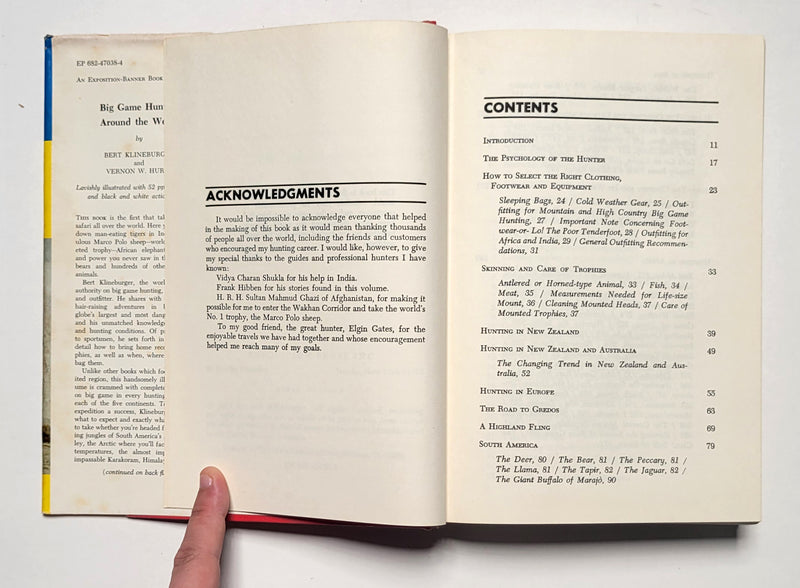 EP 682-47038-4
AN EXPOSITION-BANNER BOOK
Big Game Hun
Around the Wo
by
BERT KLINEBURG
and
VERNON W. HUR
Lavishly illustrated with 52 pp
and black and white actio
THIS BOOK is the first that tal
safari all over the world. Here y
down man-eating tigers in In
ulous Marco Polo sheep—worl
eted trophy—African elephant
and power you never saw in th
bears and hundreds of othe
animals.
Bert Klineburger, the worl
authority on big game hunting,
and outfitter. He shares with
hair-raising adventures in
globe's largest and most dang
and his unmatched knowledg
and hunting conditions. Of p
to sportsmen, he sets forth in
detail how to bring home reco
phies, as well as when, where
bag them.
Unlike other books which foc
ited region, this handsomely ill
ume is crammed with complete
on big game in every hunting
each of the five continents. T
expedition a success, Klinebur
what to expect and exactly wha
to take whether you're headed f
ing jungles of South America's
ley, the Arctic where you'll fac
temperatures, the almost imp
impassable Karakoram, Himala
(continued on back fl
ACKNOWLEDGMENTS
It would be impossible to acknowledge everyone that helped
in the making of this book as it would mean thanking thousands
of people all over the world, including the friends and customers
who encouraged my hunting career. I would like, however, to give
my special thanks to the guides and professional hunters I have
known:
Vidya Charan Shukla for his help in India.
Frank Hibben for his stories found in this volume.
H. R. H. Sultan Mahmud Ghazi of Afghanistan, for making it
possible for me to enter the Wakhan Corridor and take the world's
No. 1 trophy, the Marco Polo sheep.
To my good friend, the great hunter, Elgin Gates, for the
enjoyable travels we have had together and whose encouragement
helped me reach many of my goals.
CONTENTS
INTRODUCTION 11
THE PSYCHOLOGY OF THE HUNTER 17
HOW TO SELECT THE RIGHT CLOTHING,
FOOTWEAR AND EQUIPMENT 23
Sleeping Bags, 24 / Cold Weather Gear, 25 / Out-
fitting for Mountain and High Country Big Game
Hunting, 27 / Important Note Concerning Foot-
wear-or- Lo! The Poor Tenderfoot, 28 / Outfitting for
Africa and India, 29 / General Outfitting Recommen-
dations, 31
SKINNING AND CARE OF TROPHIES 33
Antlered or Horned-type Animal, 33 / Fish, 34 /
Meat, 35 / Measurements Needed for Life-size
Mount, 36 / Cleaning Mounted Heads, 37 / Care of
Mounted Trophies, 37
HUNTING IN NEW ZEALAND 39
HUNTING IN NEW ZEALAND AND AUSTRALIA 49
The Changing Trend in New Zealand and Aus-
tralia, 52
HUNTING IN EUROPE 55
THE ROAD TO GREDOS 63
A HIGHLAND FLING 69
SOUTH AMERICA 79
The Deer, 80 / The Bear, 81 / The Peccary, 81 /
The Llama, 81 / The Tapir, 82 / The Jaguar, 82 /
The Giant Buffalo of Marajó, 90